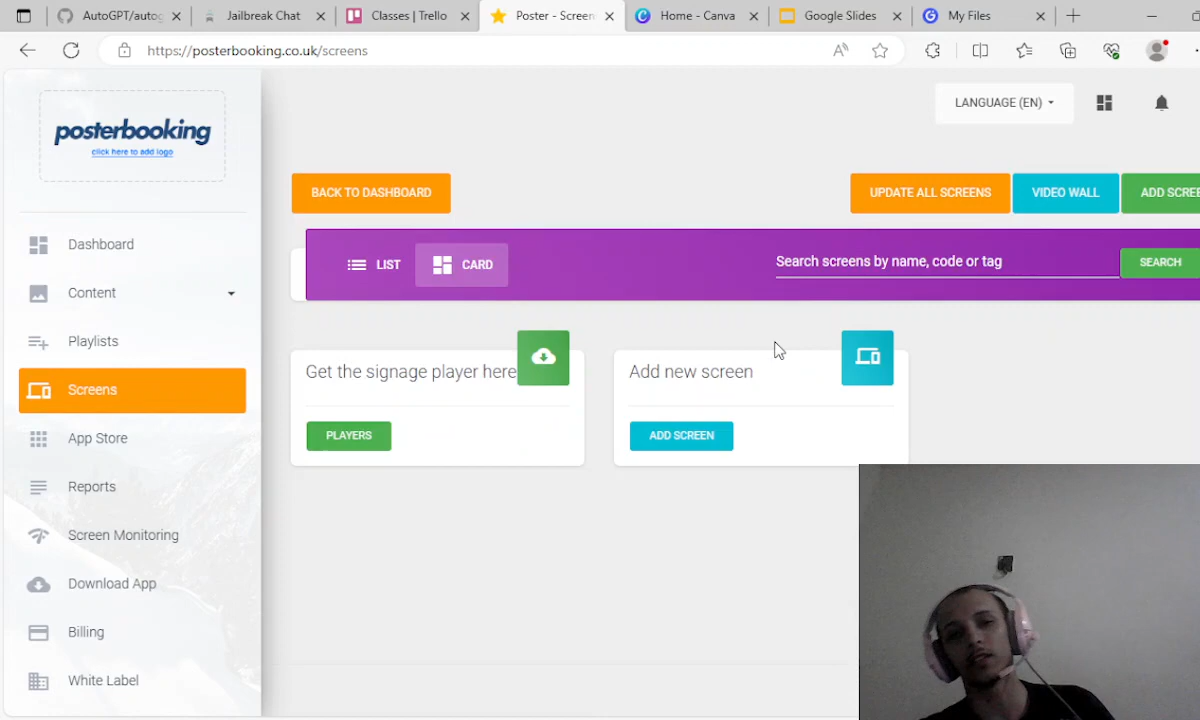 AutoGPT/autog
Jailbreak Chat
Classes | Trello
Poster - Screen
Home - Canva
Google Slides
My Files
https://posterbooking.co.uk/screens
LANGUAGE (EN)
posterbooking
click here to add logo
BACK TO DASHBOARD
UPDATE ALL SCREENS
VIDEO WALL
ADD SCREE
Dashboard
LIST
CARD
Search screens by name, code or tag
SEARCH
Content
Playlists
Get the signage player here
Add new screen
Screens
PLAYERS
ADD SCREEN
App Store
Reports
Screen Monitoring
Download App
Billing
White Label